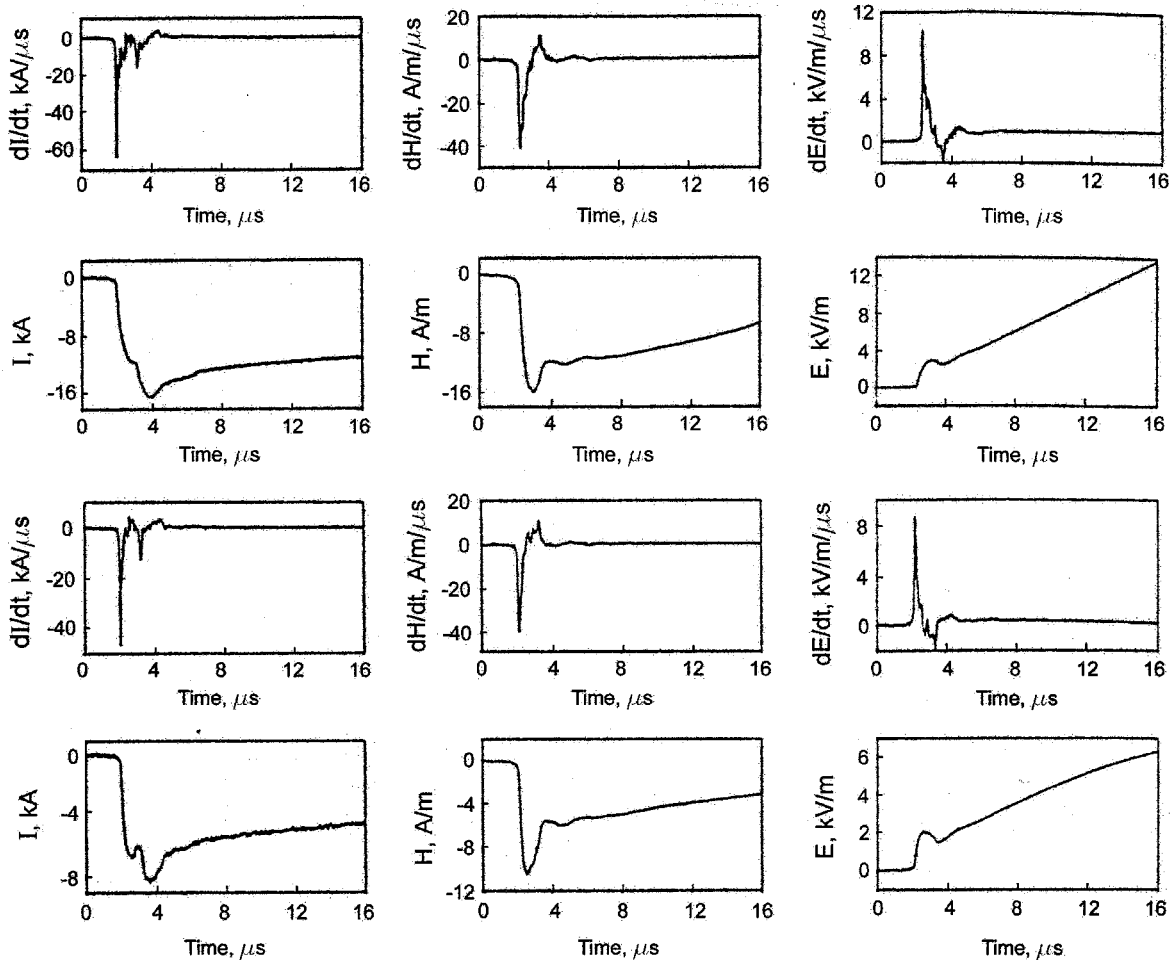 dI/dt, kA/μs
0
-20
-40
-60
0 4 8 12 16
Time, μs
dH/dt, A/m/μs
20
0
-20
-40
0 4 8 12 16
Time, μs
dE/dt, kV/m/μs
12
8
4
0
0 4 8 12 16
Time, μs
I, kA
0
-8
-16
0 4 8 12 16
Time, μs
H, A/m
0
-8
-16
0 4 8 12 16
Time, μs
E, kV/m
12
8
4
0
0 4 8 12 16
Time, μs
dI/dt, kA/μs
0
-20
-40
0 4 8 12 16
Time, μs
dH/dt, A/m/μs
20
0
-20
-40
0 4 8 12 16
Time, μs
dE/dt, kV/m/μs
8
4
0
0 4 8 12 16
Time, μs
I, kA
0
-4
-8
0 4 8 12 16
Time, μs
H, A/m
0
-4
-8
-12
0 4 8 12 16
Time, μs
E, kV/m
6
4
2
0
0 4 8 12 16
Time, μs